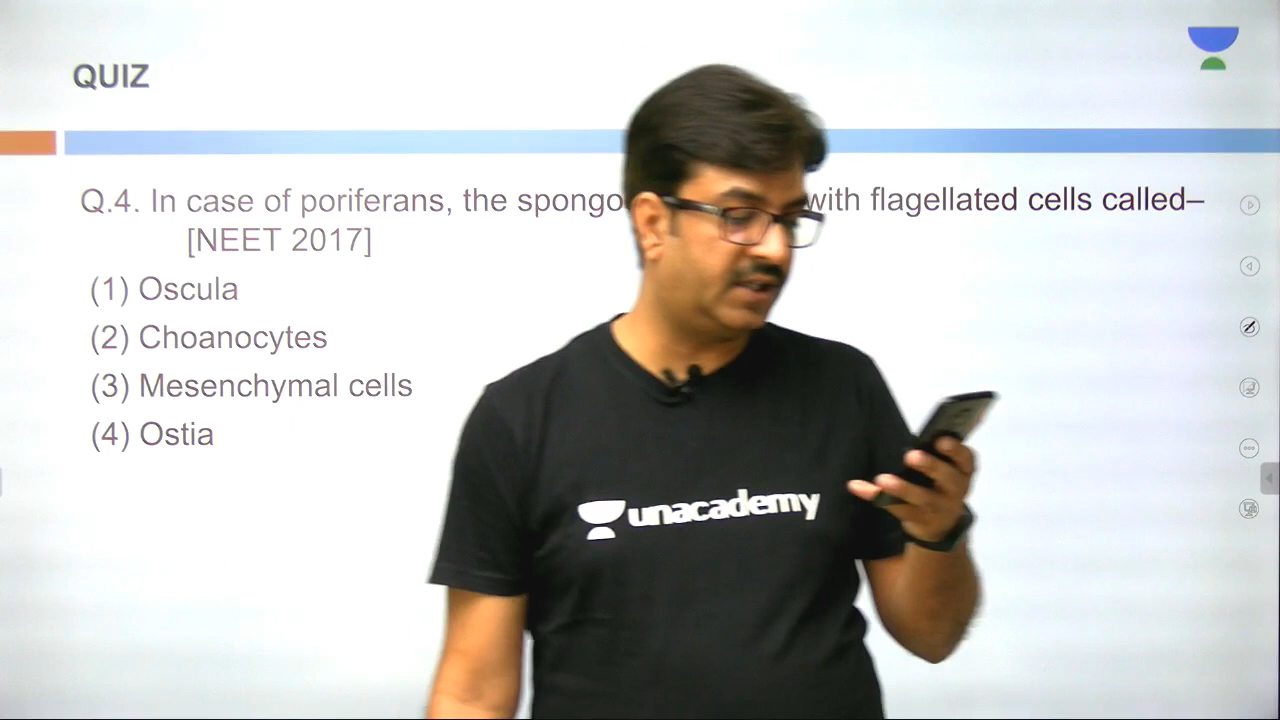 QUIZ
Q.4. In case of poriferans, the with flagellated cells called–
[NEET 2017]
(1) Oscula
(2) Choanocytes
(3) Mesenchymal cells
(4) Ostia
unacademy